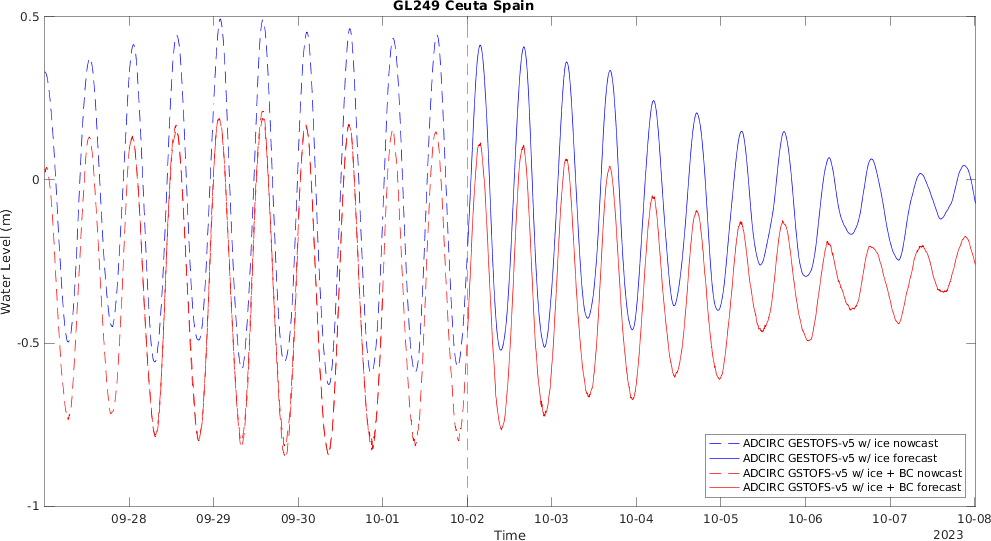 GL249 Ceuta Spain
0.5
0
-0.5
-1
Water Level (m)
09-28 09-29 09-30 10-01 10-02 10-03 10-04 10-05 10-06 10-07 10-08
Time
2023
ADCIRC GESTOFS-v5 w/ ice nowcast
ADCIRC GESTOFS-v5 w/ ice forecast
ADCIRC GSTOFS-v5 w/ ice + BC nowcast
ADCIRC GSTOFS-v5 w/ ice + BC forecast